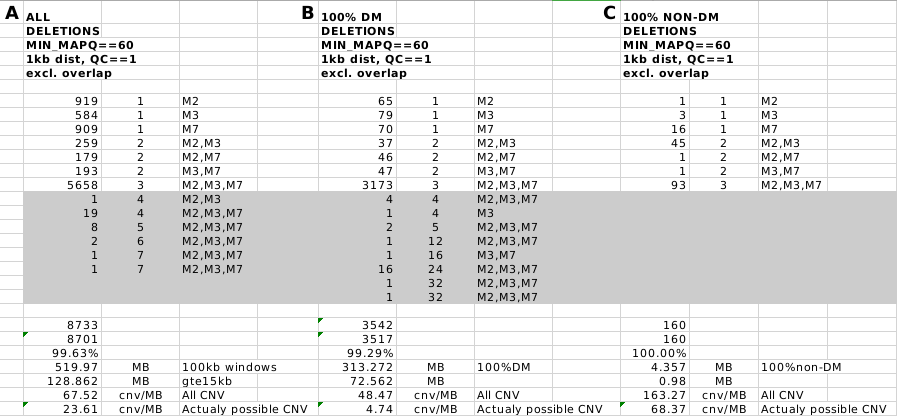 A ALL B 100% DM C 100% NON-DM
DELETIONS DELETIONS DELETIONS
MIN_MAPQ==60 MIN_MAPQ==60 MIN_MAPQ==60
1kb dist, QC==1 1kb dist, QC==1 1kb dist, QC==1
excl. overlap excl. overlap excl. overlap
919 1 M2 65 1 M2 1 1 M2
584 1 M3 79 1 M3 3 1 M3
909 1 M7 70 1 M7 16 1 M7
259 2 M2,M3 37 2 M2,M3 45 2 M2,M3
179 2 M2,M7 46 2 M2,M7 1 2 M2,M7
193 2 M3,M7 47 2 M3,M7 1 2 M3,M7
5658 3 M2,M3,M7 3173 3 M2,M3,M7 93 3 M2,M3,M7
1 4 M2,M3 4 4 M2,M3,M7
19 4 M2,M3,M7 1 4 M3
8 5 M2,M3,M7 2 5 M2,M3,M7
2 6 M2,M3,M7 1 12 M2,M3,M7
1 7 M2,M3,M7 1 16 M3,M7
1 7 M2,M3,M7 16 24 M2,M3,M7
1 32 M2,M3,M7
1 32 M2,M3,M7
8733 3542 160
8701 3517 160
99.63% 99.29% 100.00%
519.97 MB 100kb windows 313.272 MB 100%DM 4.357 MB 100%non-DM
128.862 MB gte15kb 72.562 MB 0.98 MB
67.52 cnv/MB All CNV 48.47 cnv/MB All CNV 163.27 cnv/MB All CNV
23.61 cnv/MB Actualy possible CNV 4.74 cnv/MB Actualy possible CNV 68.37 cnv/MB Actualy possible CNV